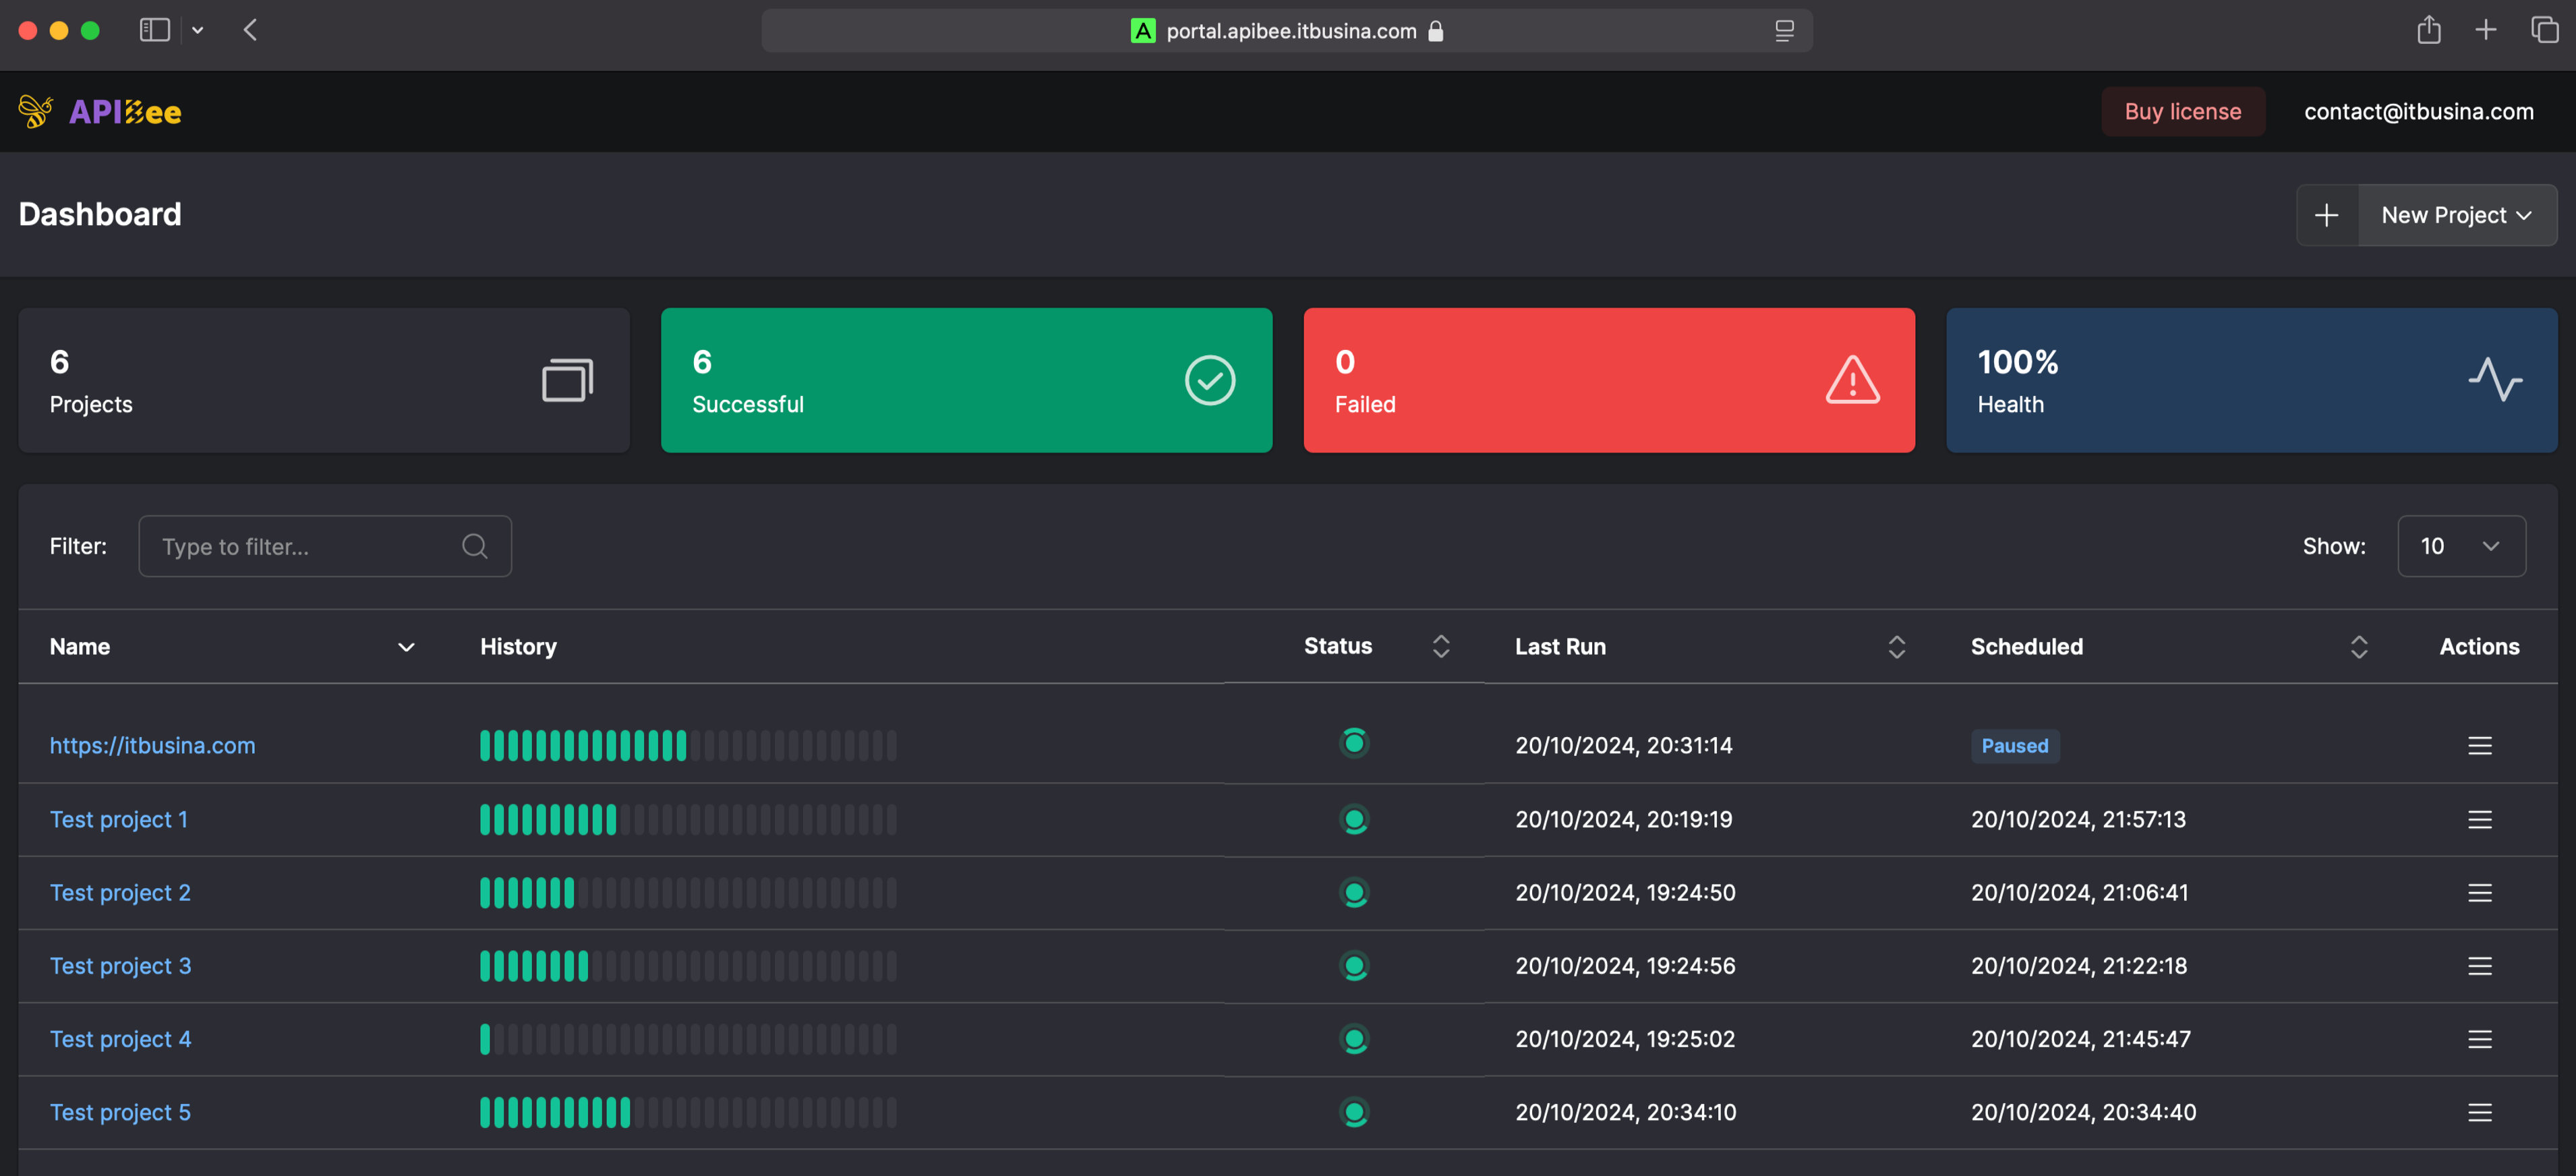 A portal.apibee.itbusina.com
APIBee
Buy license
contact@itbusina.com
Dashboard
New Project
6
Projects
6
Successful
0
Failed
100%
Health
Filter:
Type to filter...
Show:
10
Name History Status Last Run Scheduled Actions
https://itbusina.com 20/10/2024, 20:31:14 Paused
Test project 1 20/10/2024, 20:19:19 20/10/2024, 21:57:13
Test project 2 20/10/2024, 19:24:50 20/10/2024, 21:06:41
Test project 3 20/10/2024, 19:24:56 20/10/2024, 21:22:18
Test project 4 20/10/2024, 19:25:02 20/10/2024, 21:45:47
Test project 5 20/10/2024, 20:34:10 20/10/2024, 20:34:40